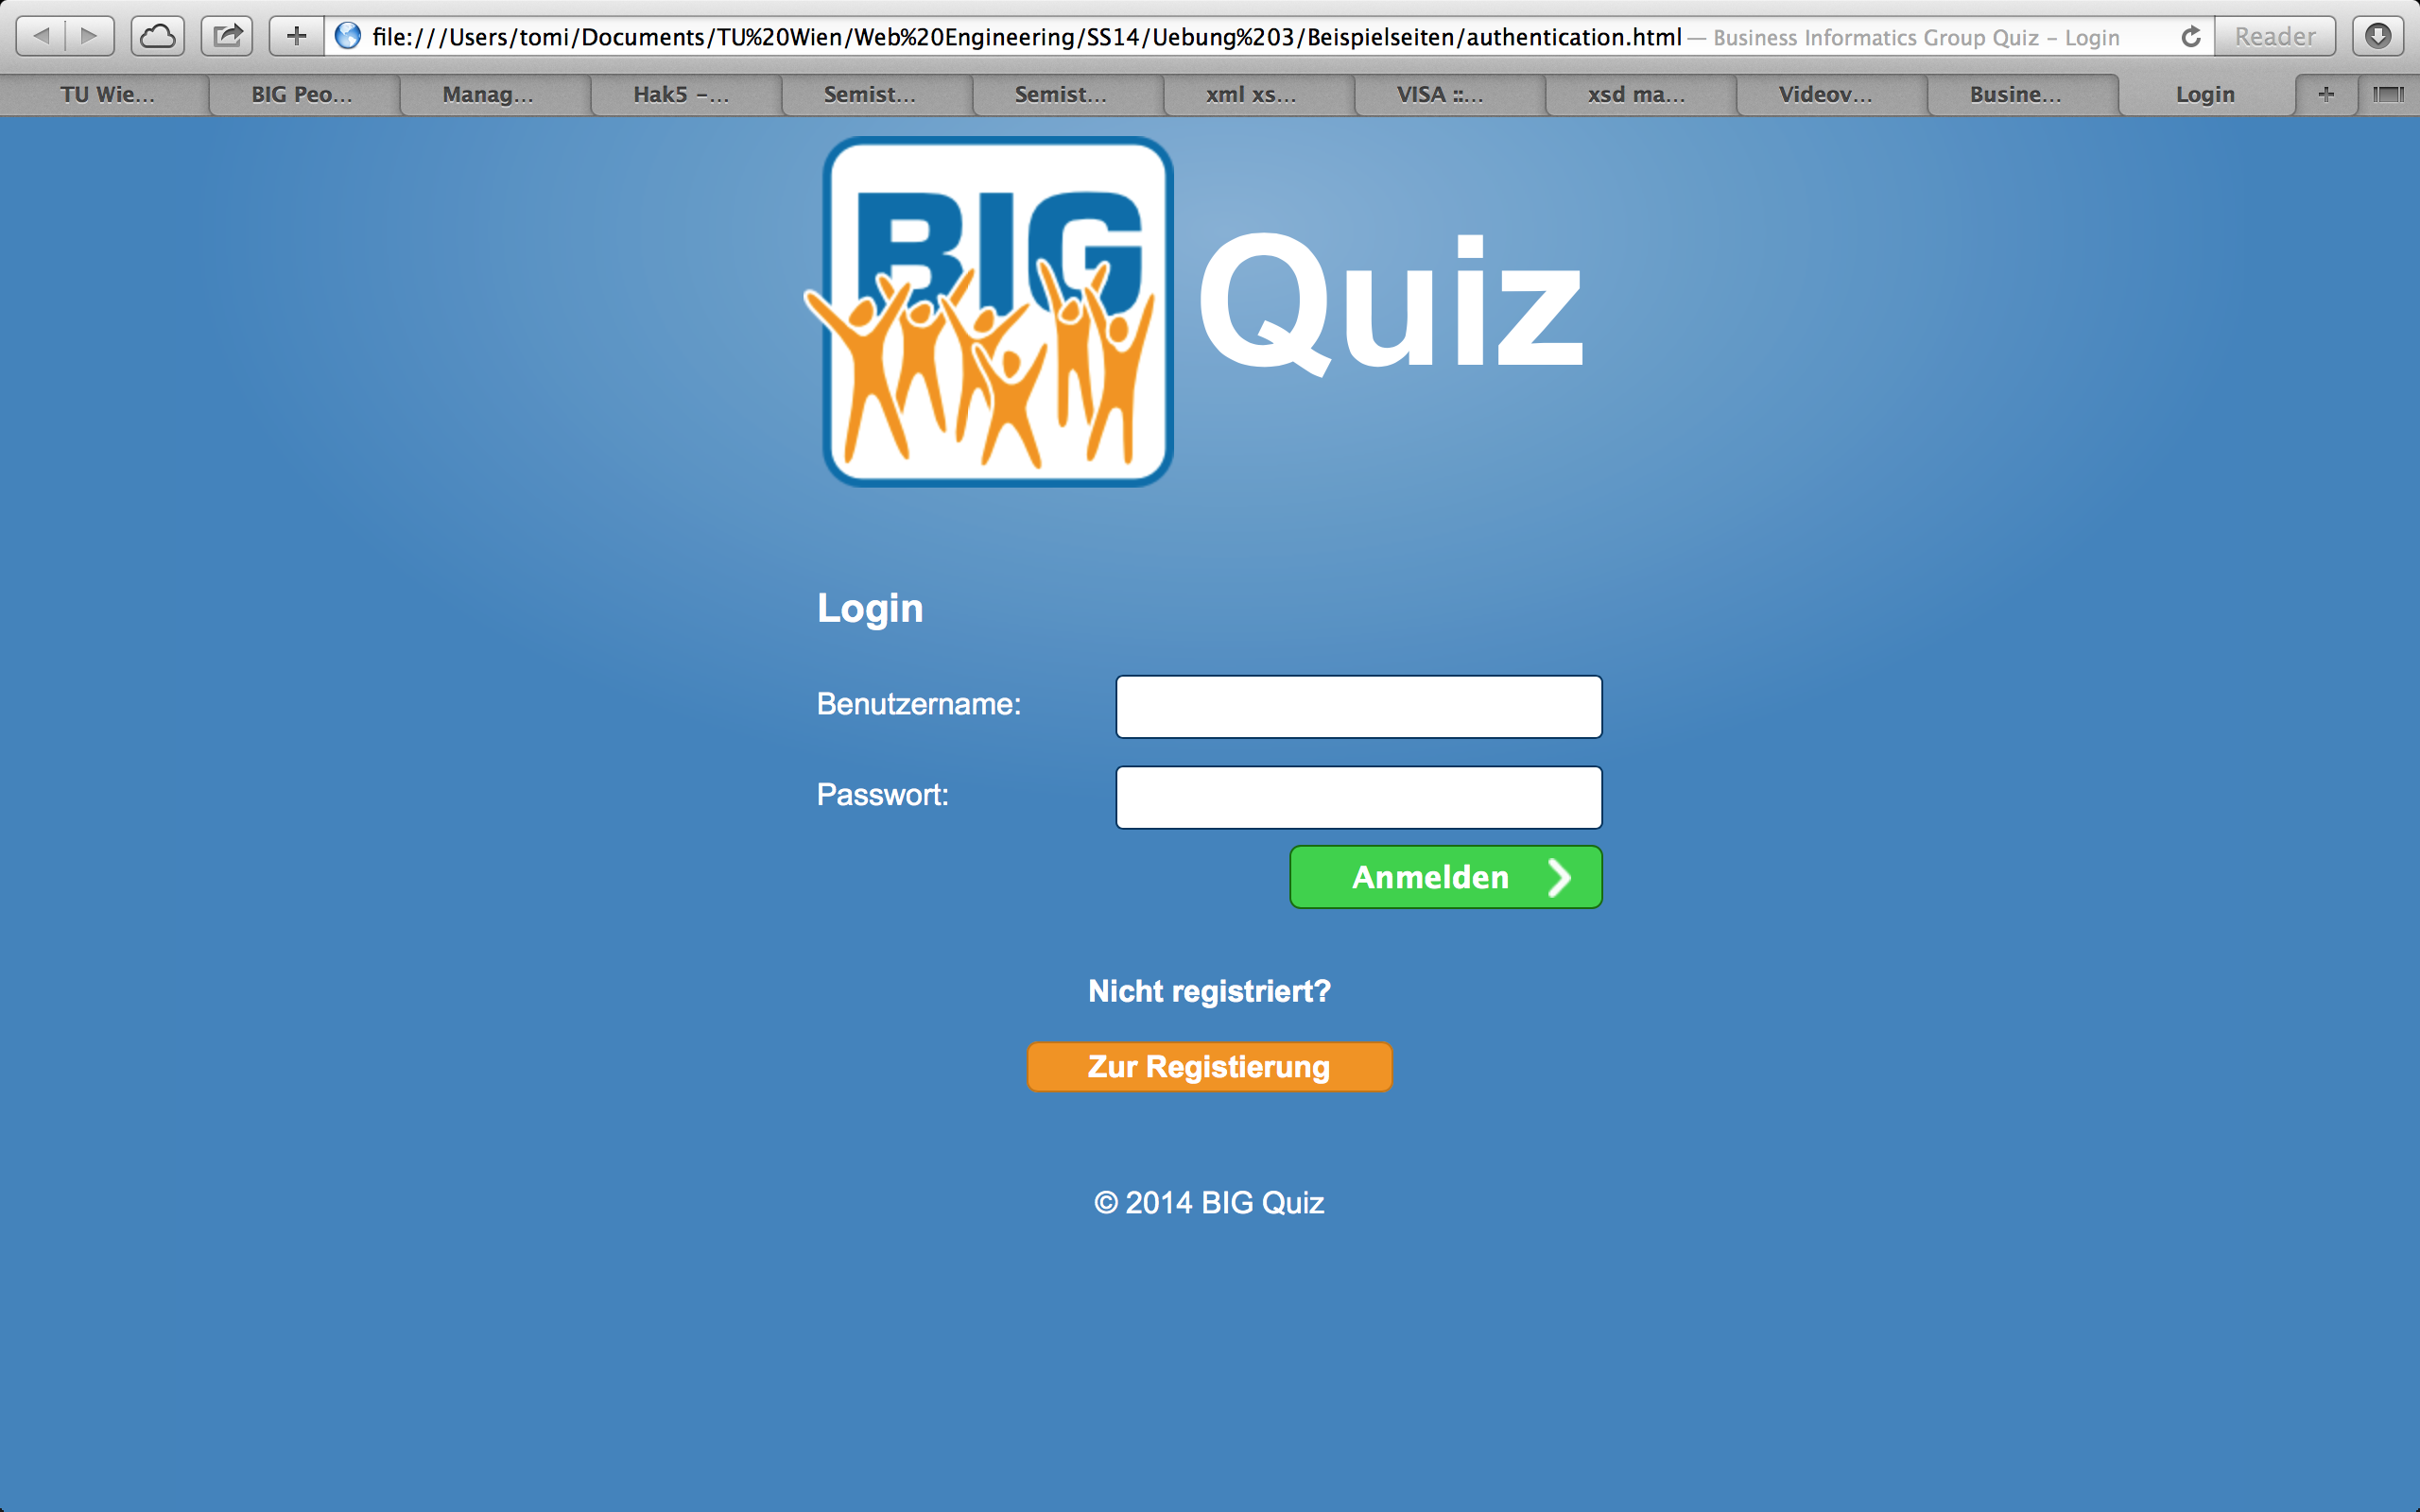 file:///Users/tomi/Documents/TU%20Wien/Web%20Engineering/SS14/Uebung%203/Beispielseiten/authentication.html — Business Informatics Group Quiz – Login Reader
TU Wie... BIG Peo... Manag... Hak5 –... Semist... Semist... xml xs... VISA ::... xsd ma... Videov... Busine... Login
BIG Quiz
Login
Benutzername:
Passwort:
Anmelden
Nicht registriert?
Zur Registierung
© 2014 BIG Quiz